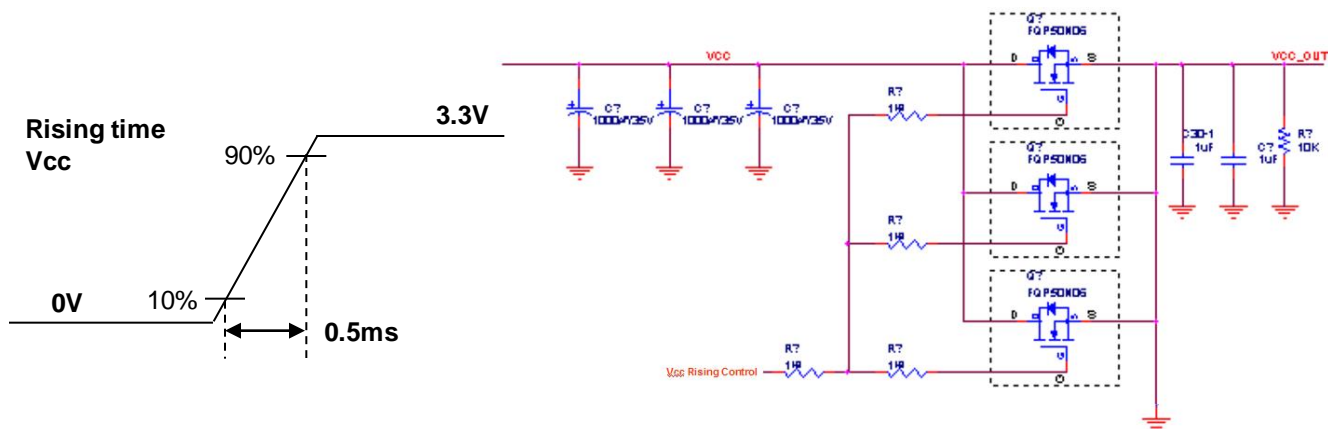 Rising time
Vcc
0V
10%
90%
3.3V
0.5ms
VCC
C?
1000uF/35V
C?
1000uF/35V
C?
1000uF/35V
Q?
FQP50N06
D
S
G
R?
1K
Q?
FQP50N06
D
S
G
R?
1K
Q?
FQP50N06
D
S
G
R?
1K
R?
1K
Vcc Rising Control
VCC_OUT
C30-1
1uF
C?
1uF
R?
10K